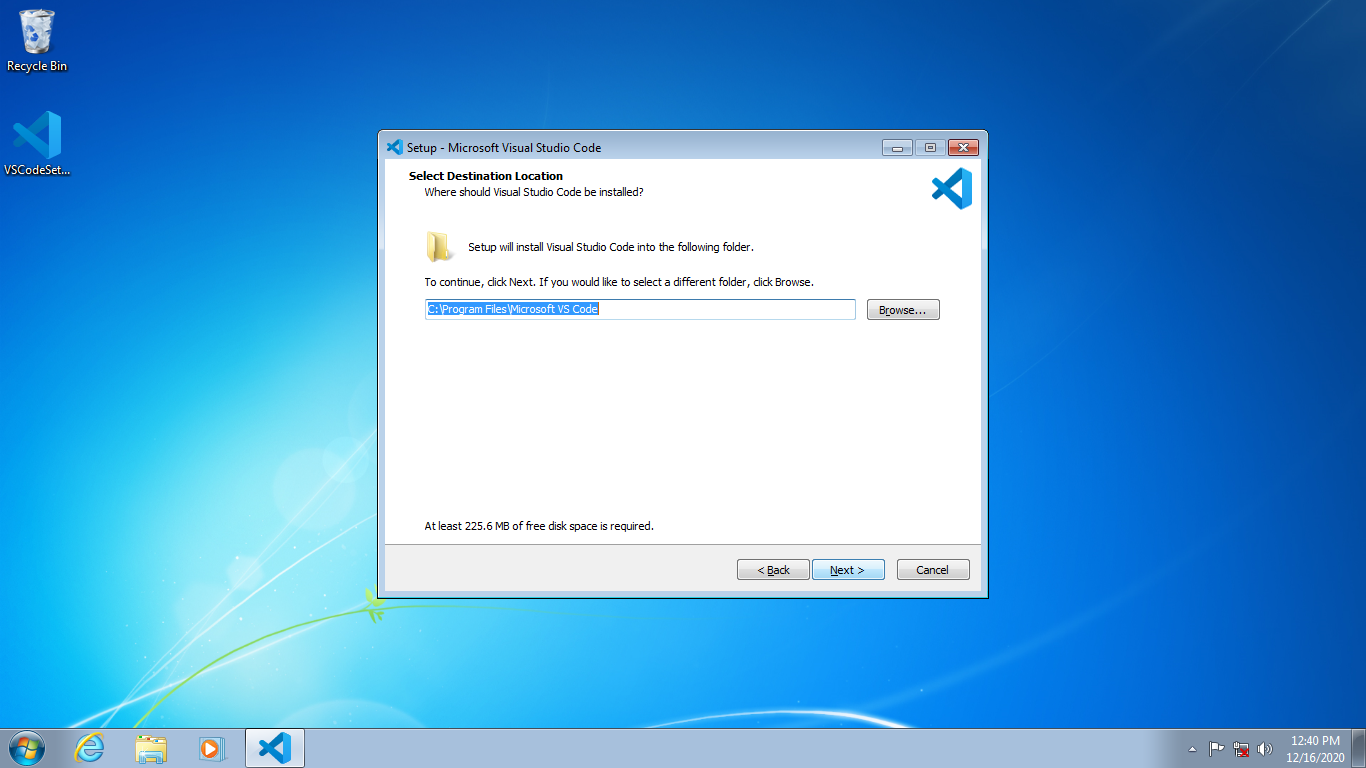 Recycle Bin
VSCodeSet...
Setup - Microsoft Visual Studio Code
Select Destination Location
Where should Visual Studio Code be installed?
Setup will install Visual Studio Code into the following folder.
To continue, click Next. If you would like to select a different folder, click Browse.
C:\Program Files\Microsoft VS Code
Browse...
At least 225.6 MB of free disk space is required.
< Back
Next >
Cancel
12:40 PM
12/16/2020